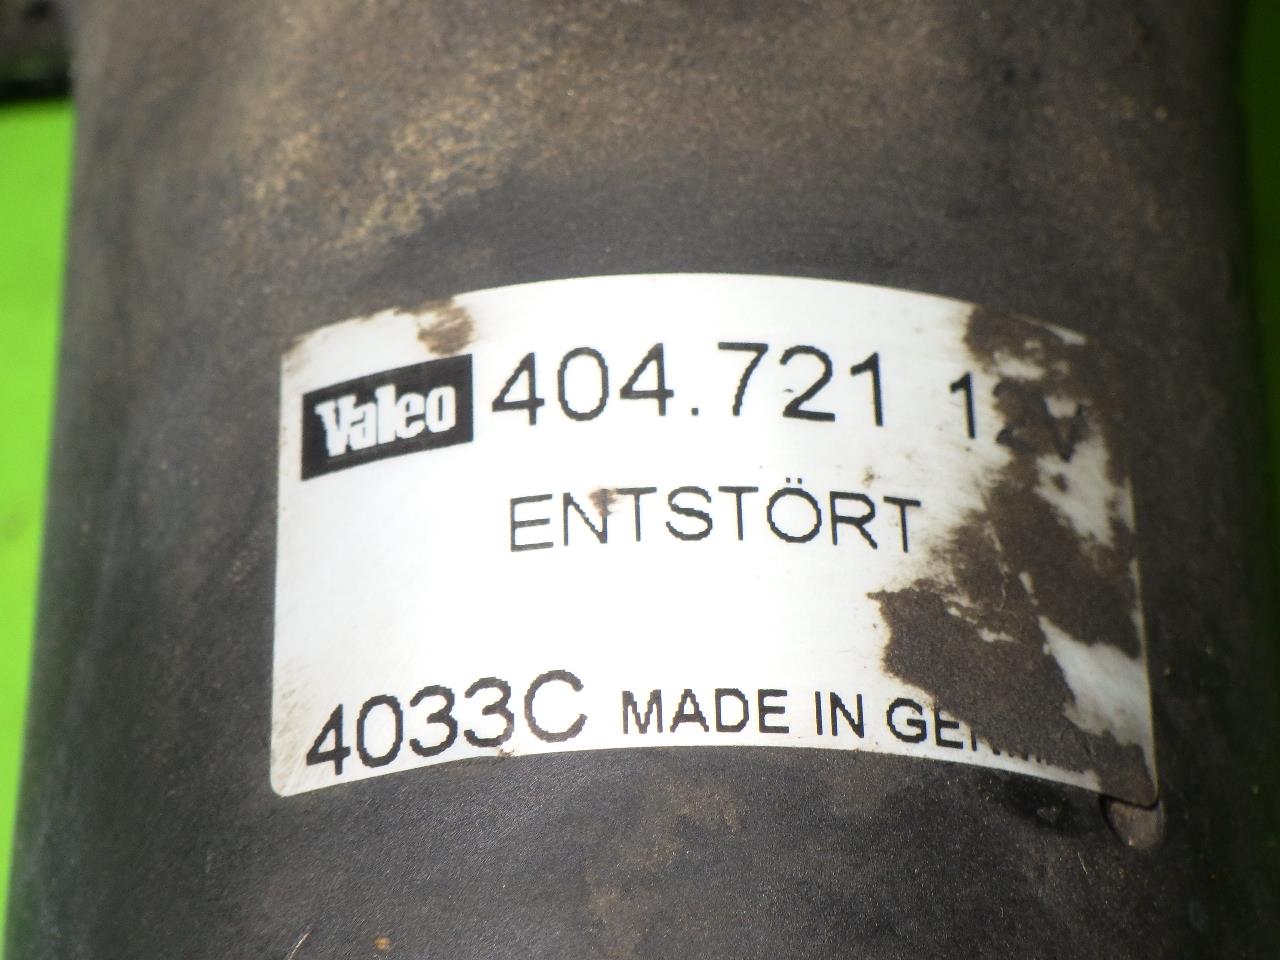 Valeo 404.721
ENTSTÖRT
4033C MADE IN